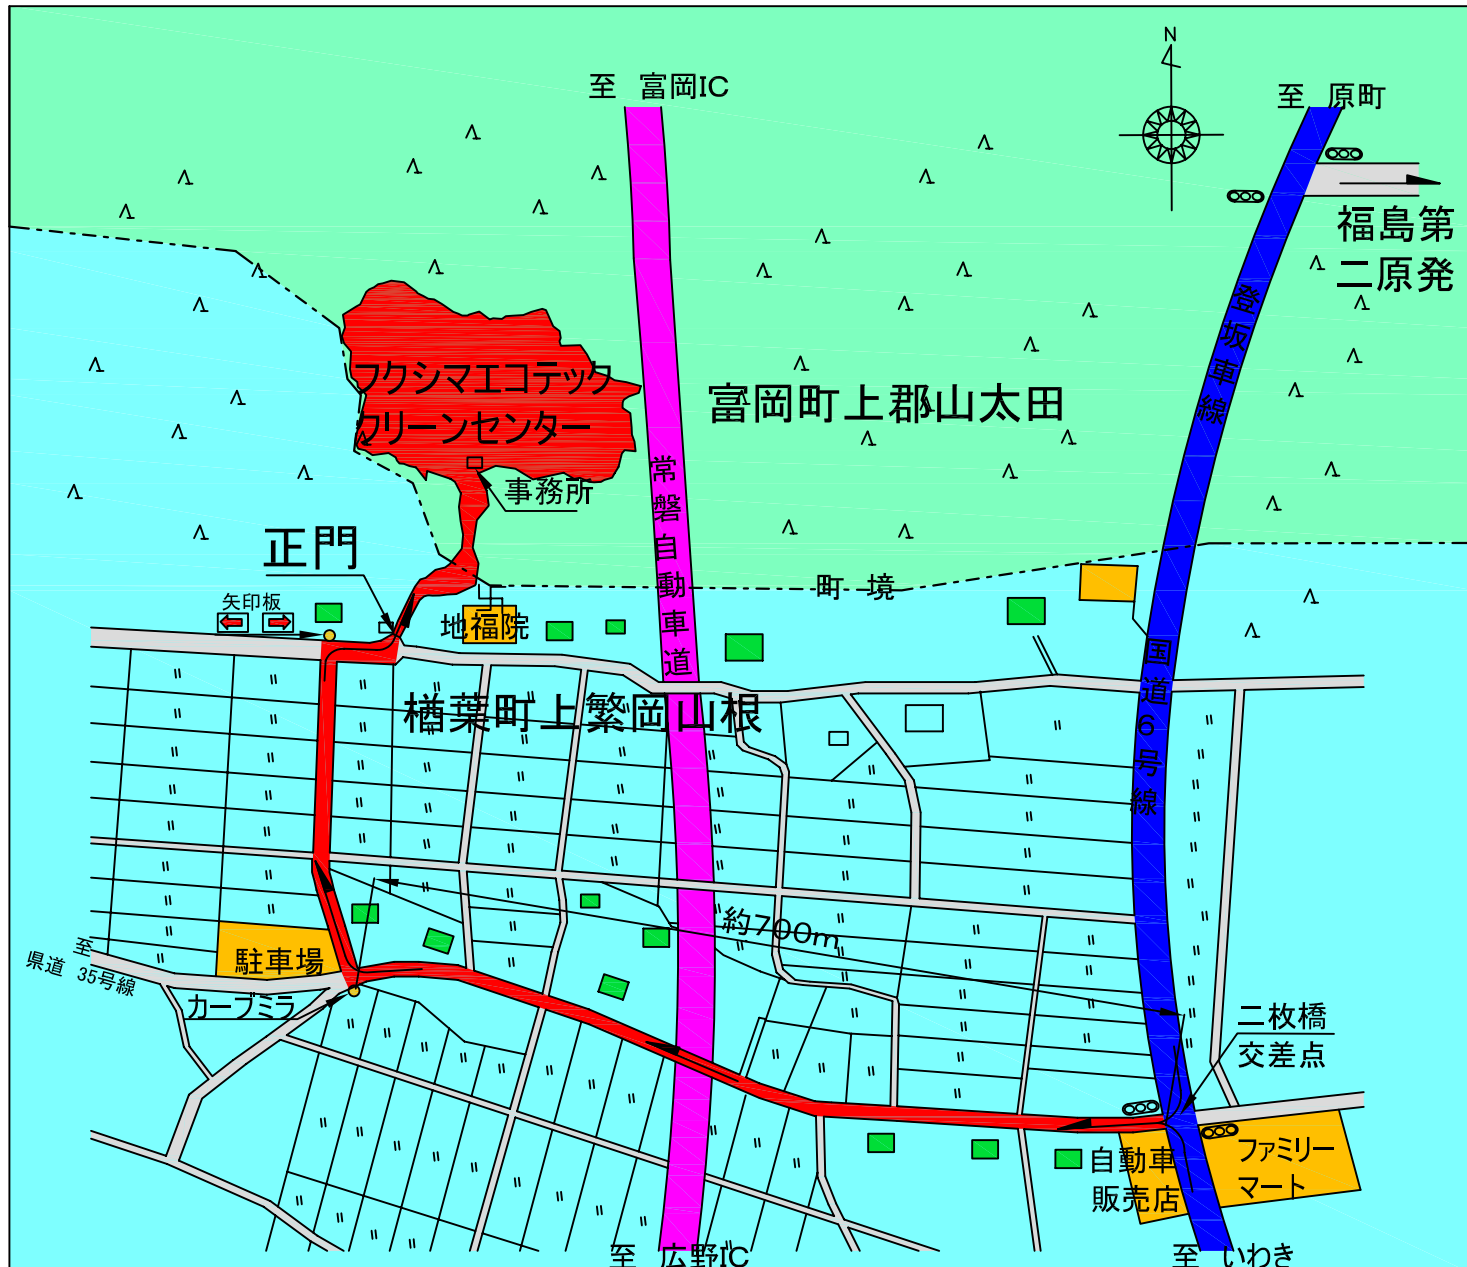 N
至 富岡IC
至 原町
福島第
二原発
登坂車線
フクシマエコテック
クリーンセンター
富岡町上郡山太田
事務所
常磐自動車道
正門
町 境
矢印板
地福院
国道6号線
楢葉町上繁岡山根
約700m
駐車場
至
県道 35号線
カーブミラ
二枚橋
交差点
自動車
販売店
ファミリー
マート
至 広野IC
至 いわき